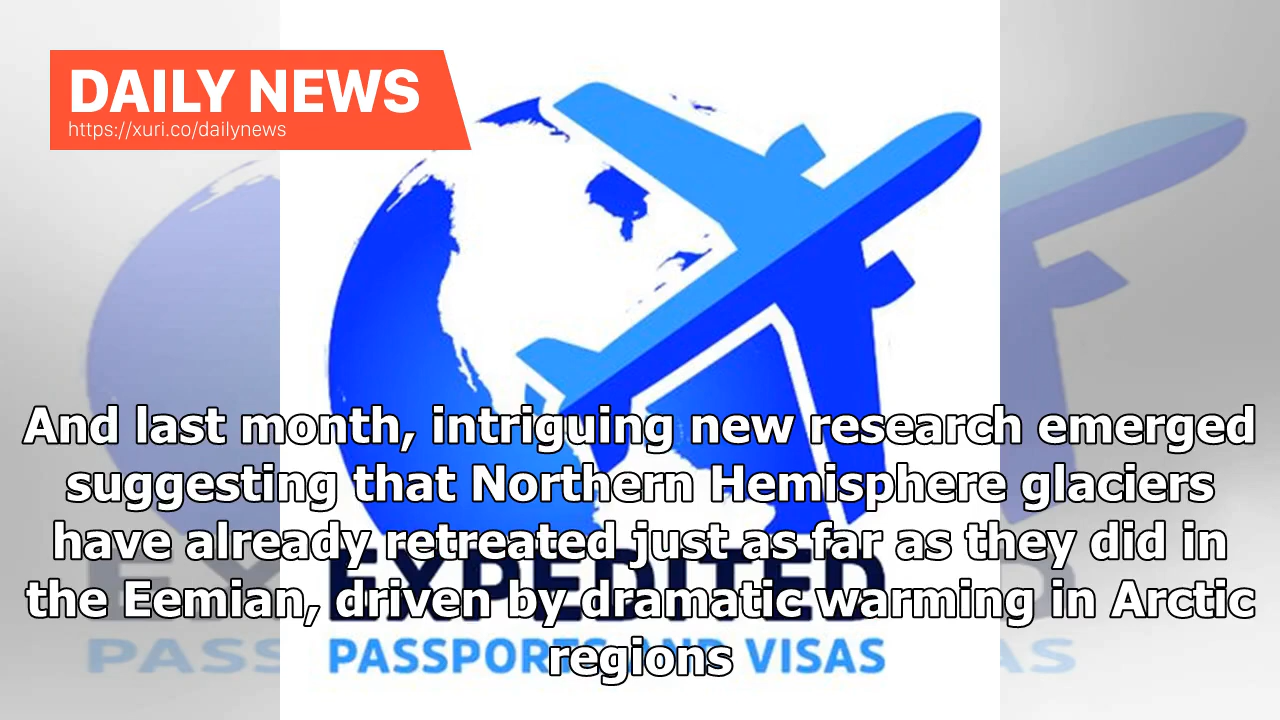 DAILY NEWS
https://xuri.co/dailynews
And last month, intriguing new research emerged
suggesting that Northern Hemisphere glaciers
have already retreated just as far as they did in
the Eemian, driven by dramatic warming in Arctic
regions
EXPEDITED
PASSPORTS AND VISAS